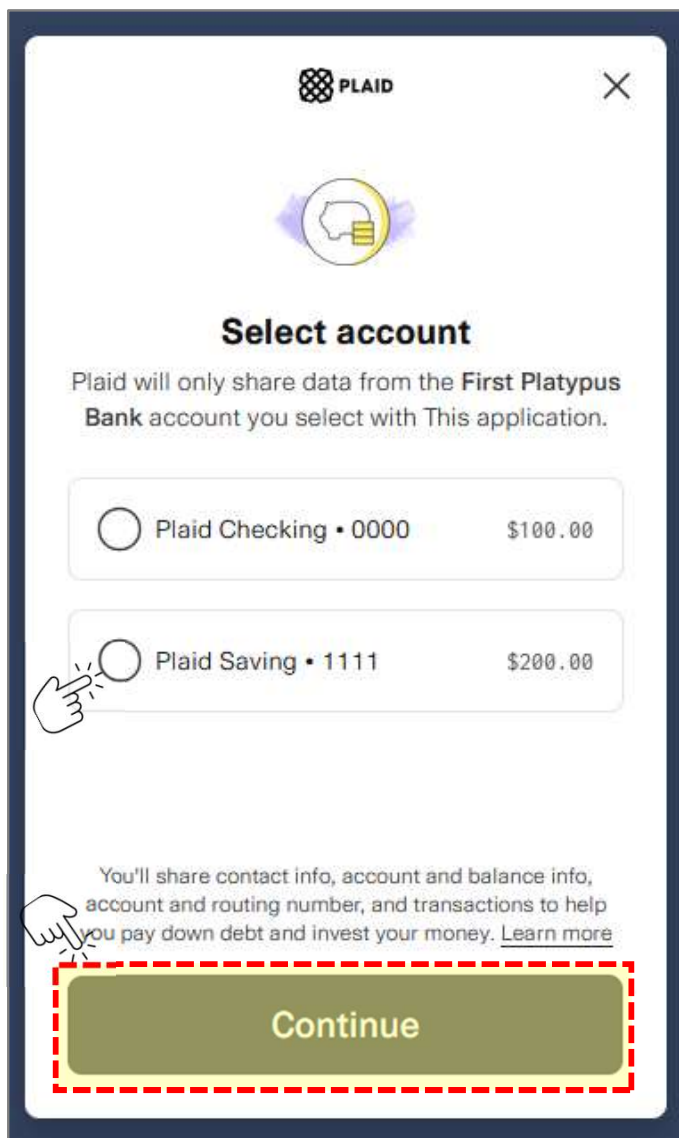 PLAID
Select account
Plaid will only share data from the First Platypus
Bank account you select with This application.
Plaid Checking • 0000 $100.00
Plaid Saving • 1111 $200.00
You'll share contact info, account and balance info,
account and routing number, and transactions to help
you pay down debt and invest your money. Learn more
Continue